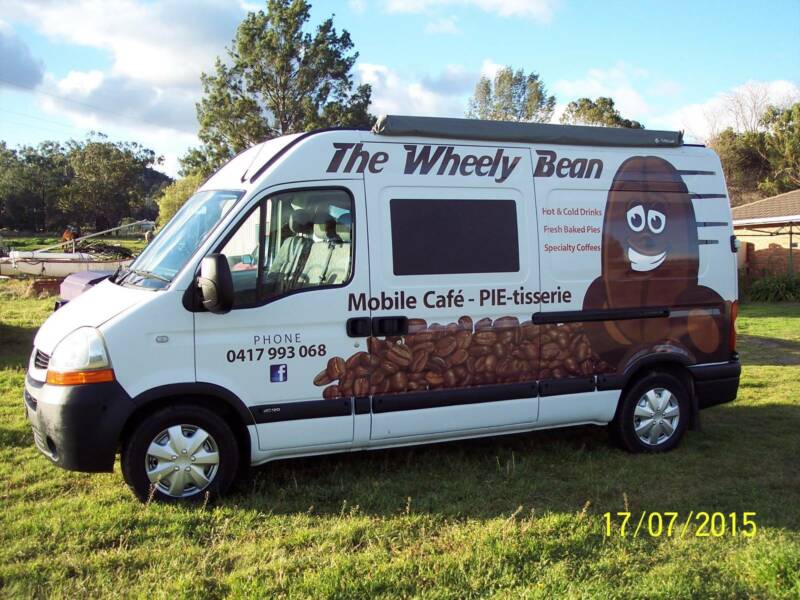 The Wheely Bean
Hot & Cold Drinks
Fresh Baked Pies
Specialty Coffees
Mobile Café - PIE-tisserie
PHONE
0417 993 068
f
17/07/2015